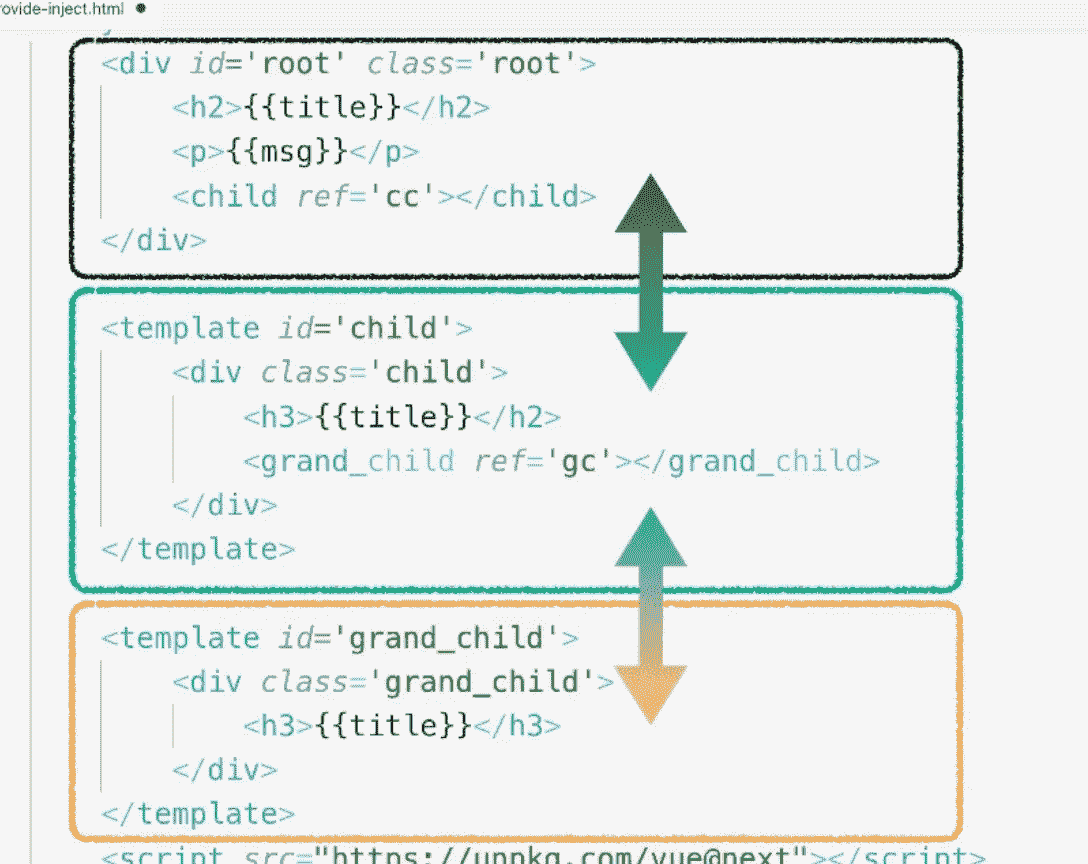 ovide-inject.html
<div id='root' class='root'>
<h2>{{title}}</h2>
<p>{{msg}}</p>
<child ref='cc'></child>
</div>
<template id='child'>
<div class='child'>
<h3>{{title}}</h2>
<grand_child ref='gc'></grand_child>
</div>
</template>
<template id='grand_child'>
<div class='grand_child'>
<h3>{{title}}</h3>
</div>
</template>
<script src="https://unpkg.com/vue@next"></script>